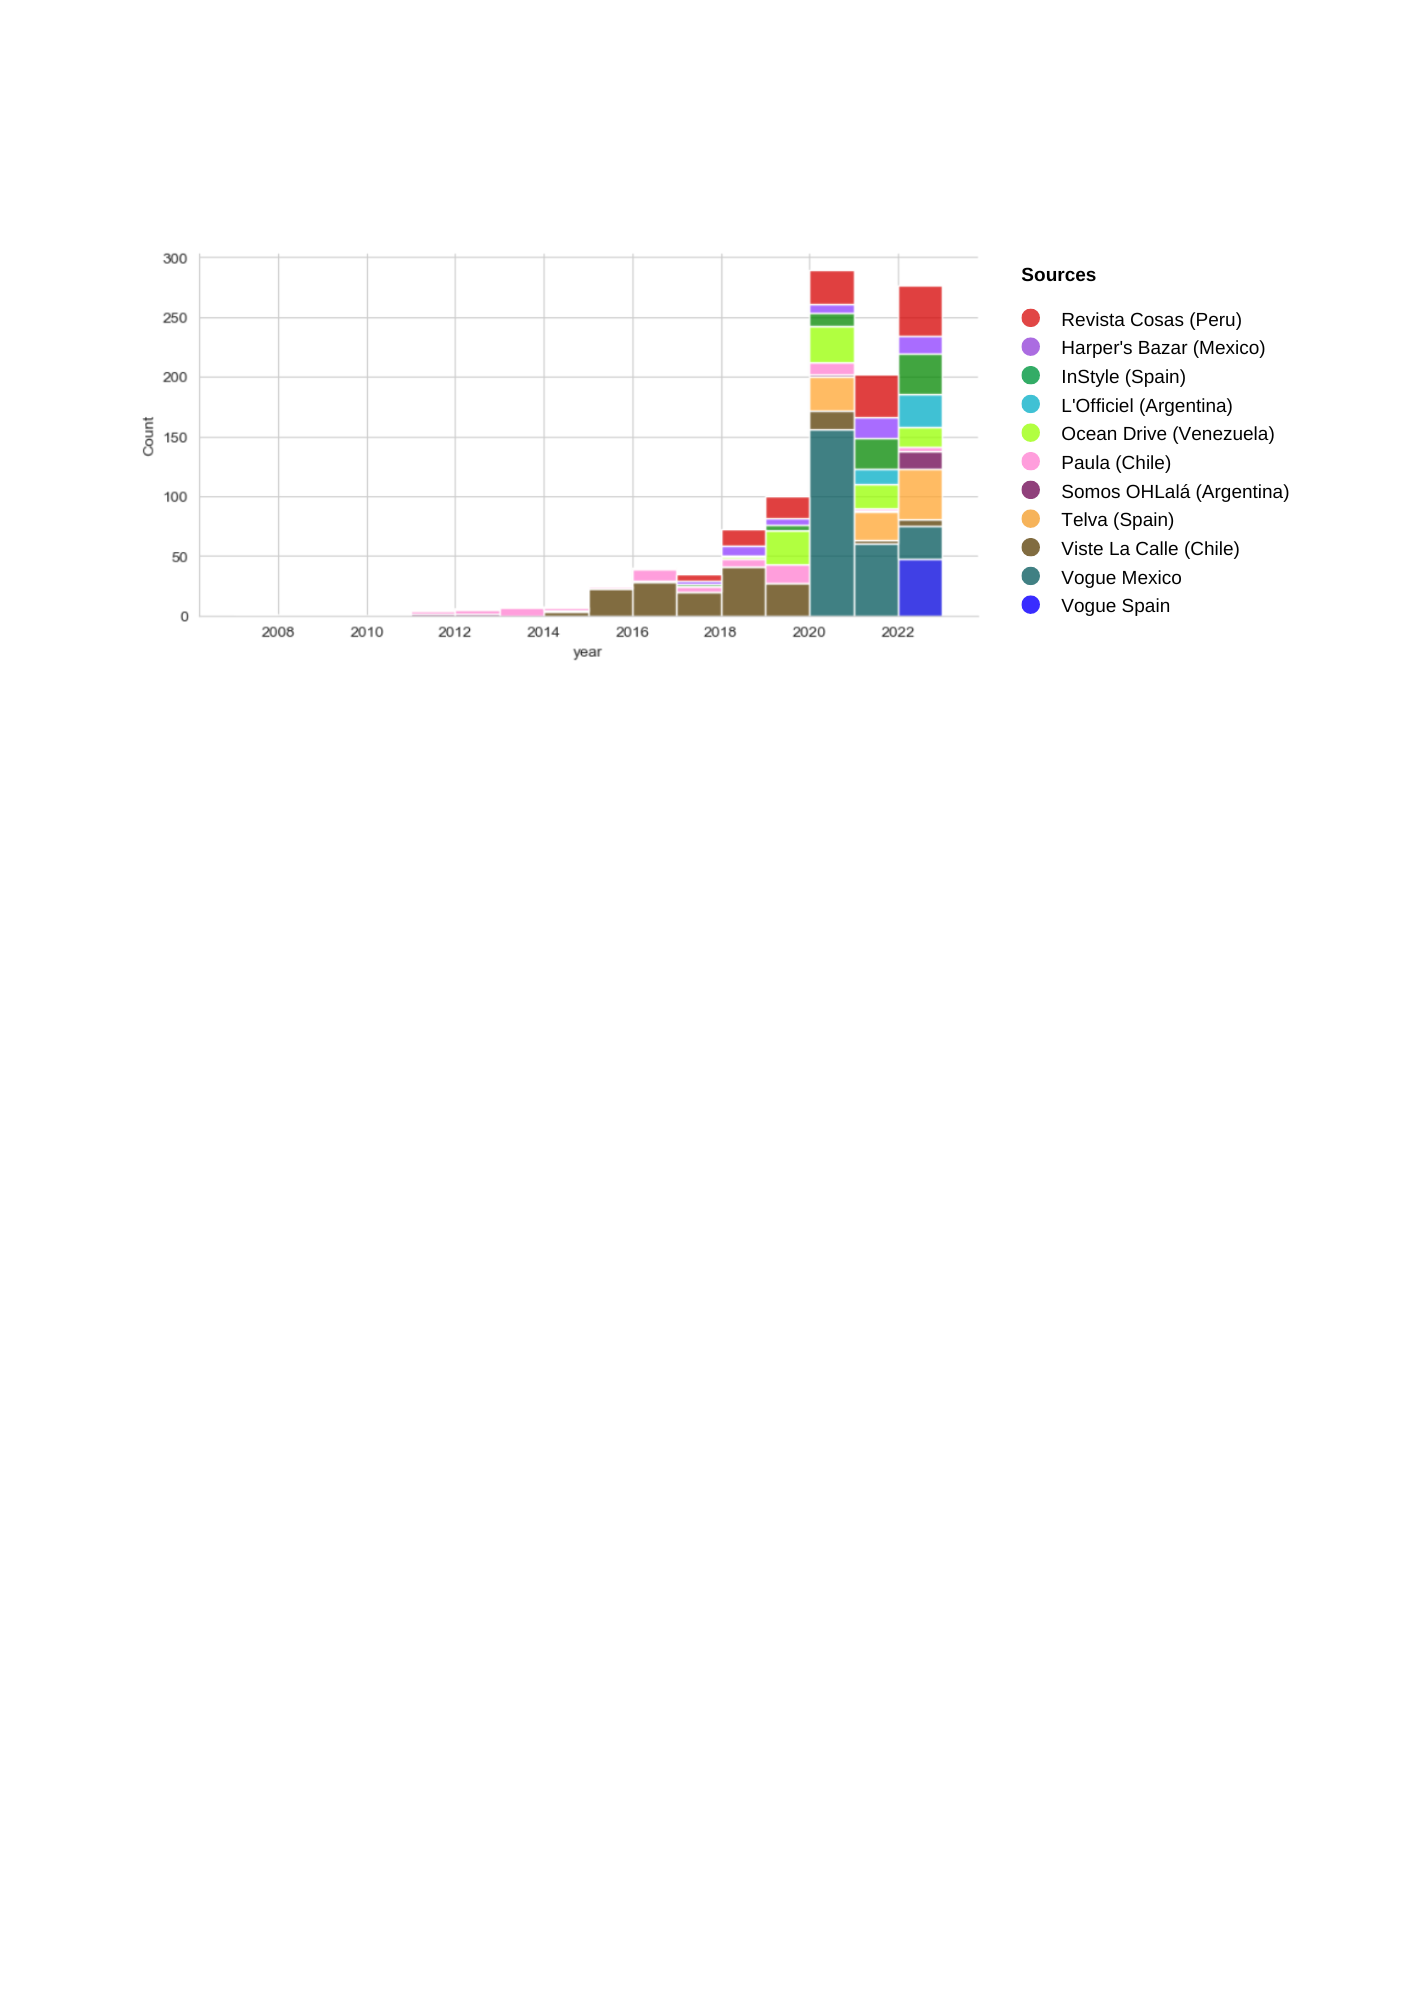 300
250
200
150
100
50
0
Count
2008 2010 2012 2014 2016 2018 2020 2022
year
Sources
Revista Cosas (Peru)
Harper's Bazar (Mexico)
InStyle (Spain)
L'Officiel (Argentina)
Ocean Drive (Venezuela)
Paula (Chile)
Somos OHLalá (Argentina)
Telva (Spain)
Viste La Calle (Chile)
Vogue Mexico
Vogue Spain